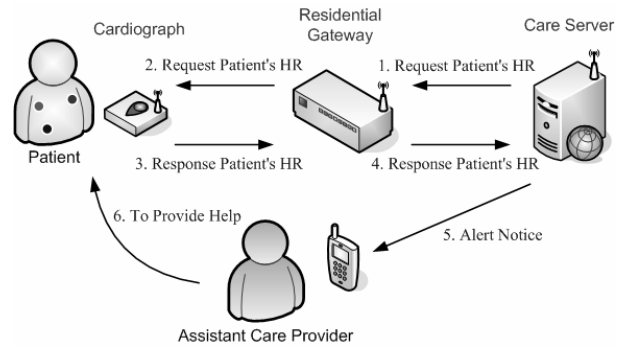 Cardiograph
Residential
Gateway
Care Server
2. Request Patient's HR
1. Request Patient's HR
Patient
3. Response Patient's HR
4. Response Patient's HR
6. To Provide Help
5. Alert Notice
Assistant Care Provider